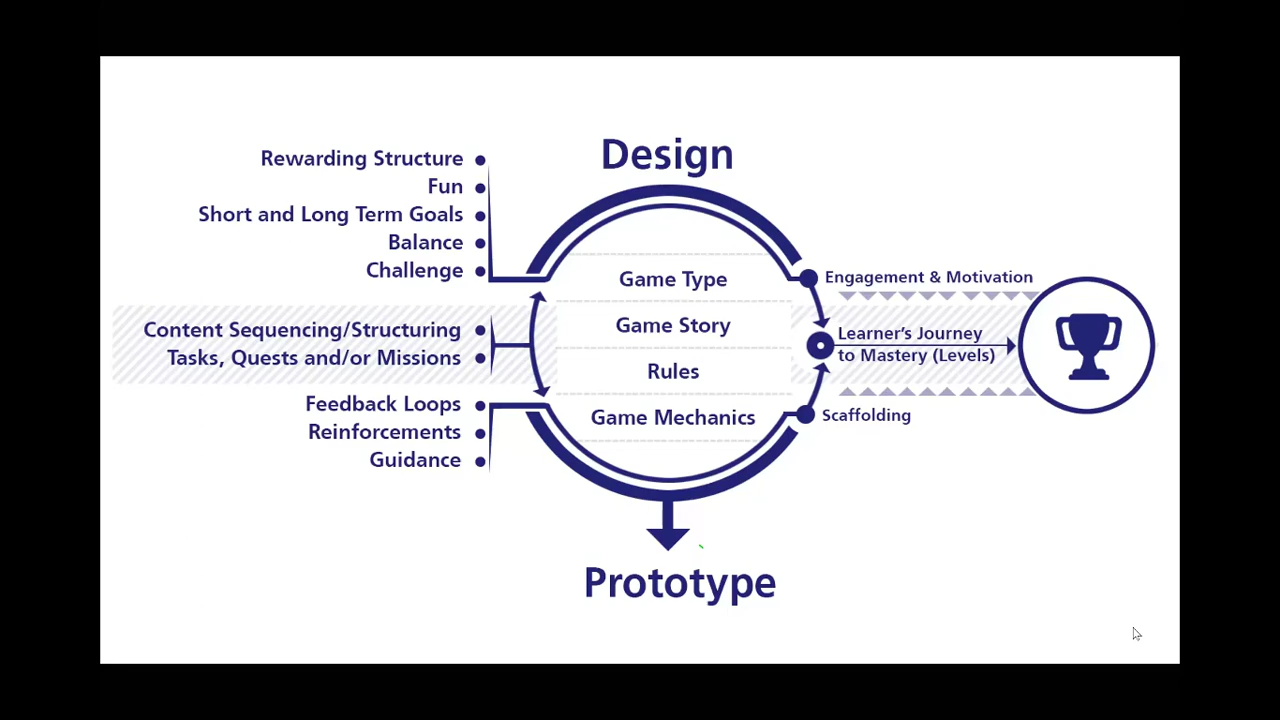 Design
Rewarding Structure
Fun
Short and Long Term Goals
Balance
Challenge
Content Sequencing/Structuring
Tasks, Quests and/or Missions
Feedback Loops
Reinforcements
Guidance
Game Type
Game Story
Rules
Game Mechanics
Engagement & Motivation
Learner's Journey
to Mastery (Levels)
Scaffolding
Prototype